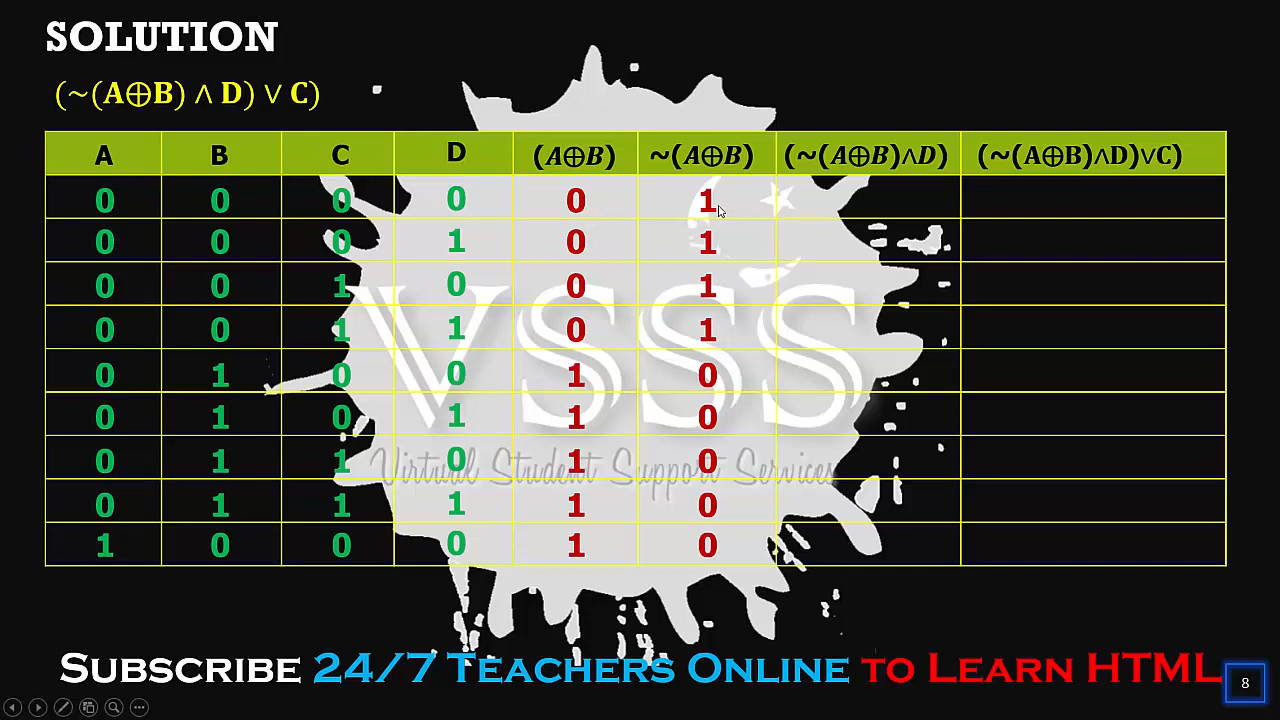 SOLUTION
(~(A⊕B) ∧ D) ∨ C)
A B C D (A⊕B) ~(A⊕B) (~(A⊕B)∧D) (~(A⊕B)∧D)∨C)
0 0 0 0 0 1
0 0 0 1 0 1
0 0 1 0 0 1
0 0 1 1 0 1
0 1 0 0 1 0
0 1 0 1 1 0
0 1 1 0 1 0
0 1 1 1 1 0
1 0 0 0 1 0
VSSS
Virtual Student Support Services
SUBSCRIBE 24/7 TEACHERS ONLINE TO LEARN HTML
8